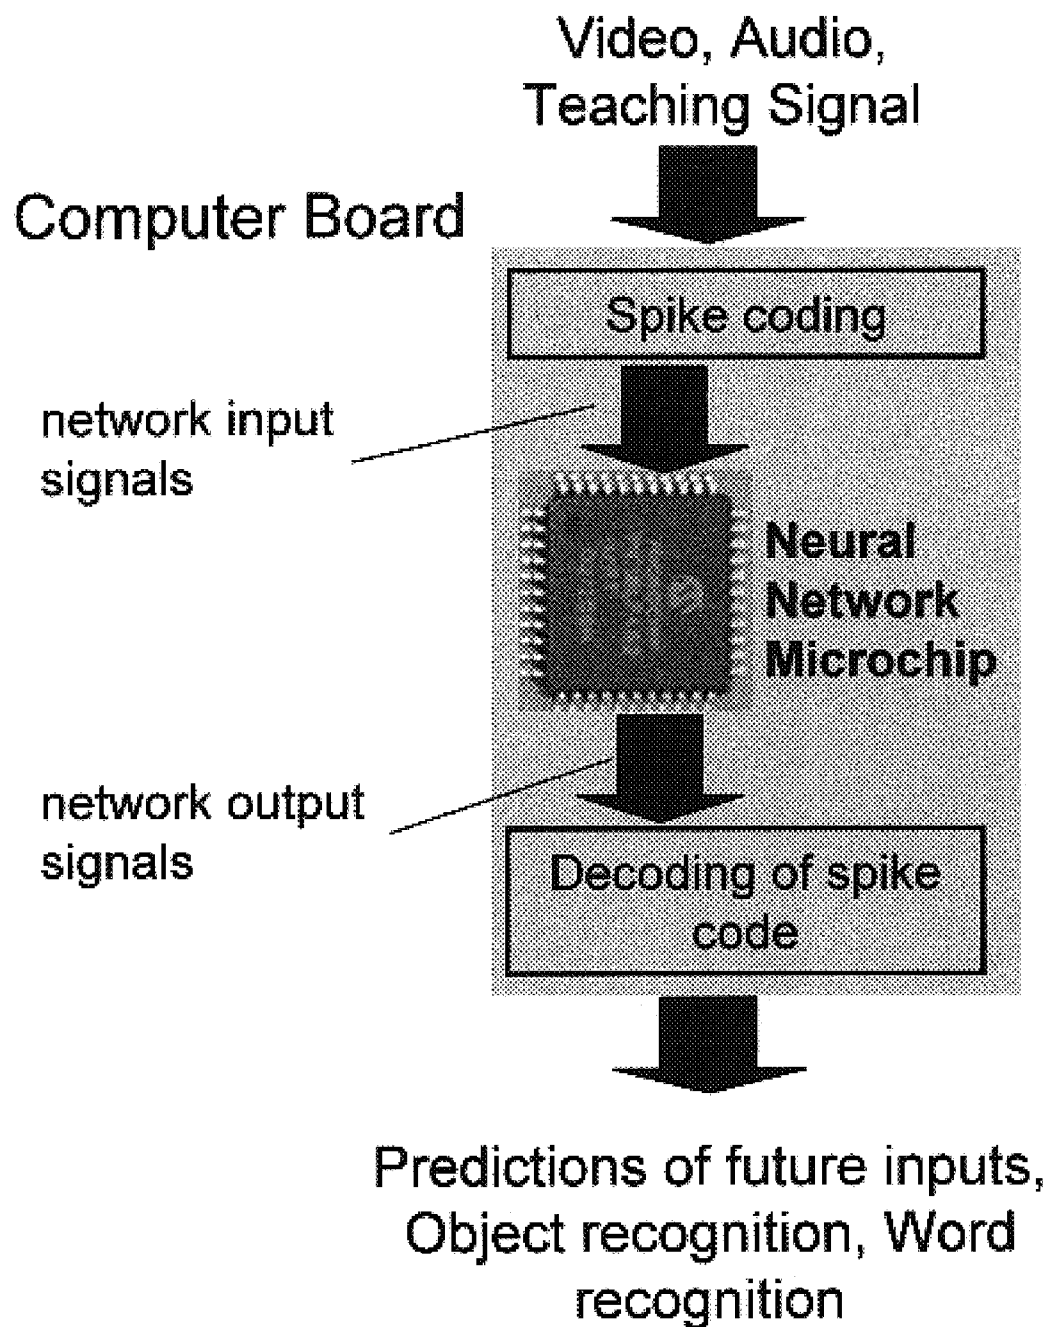 Video, Audio,
Teaching Signal
Computer Board
Spike coding
network input
signals
Neural
Network
Microchip
network output
signals
Decoding of spike
code
Predictions of future inputs,
Object recognition, Word
recognition